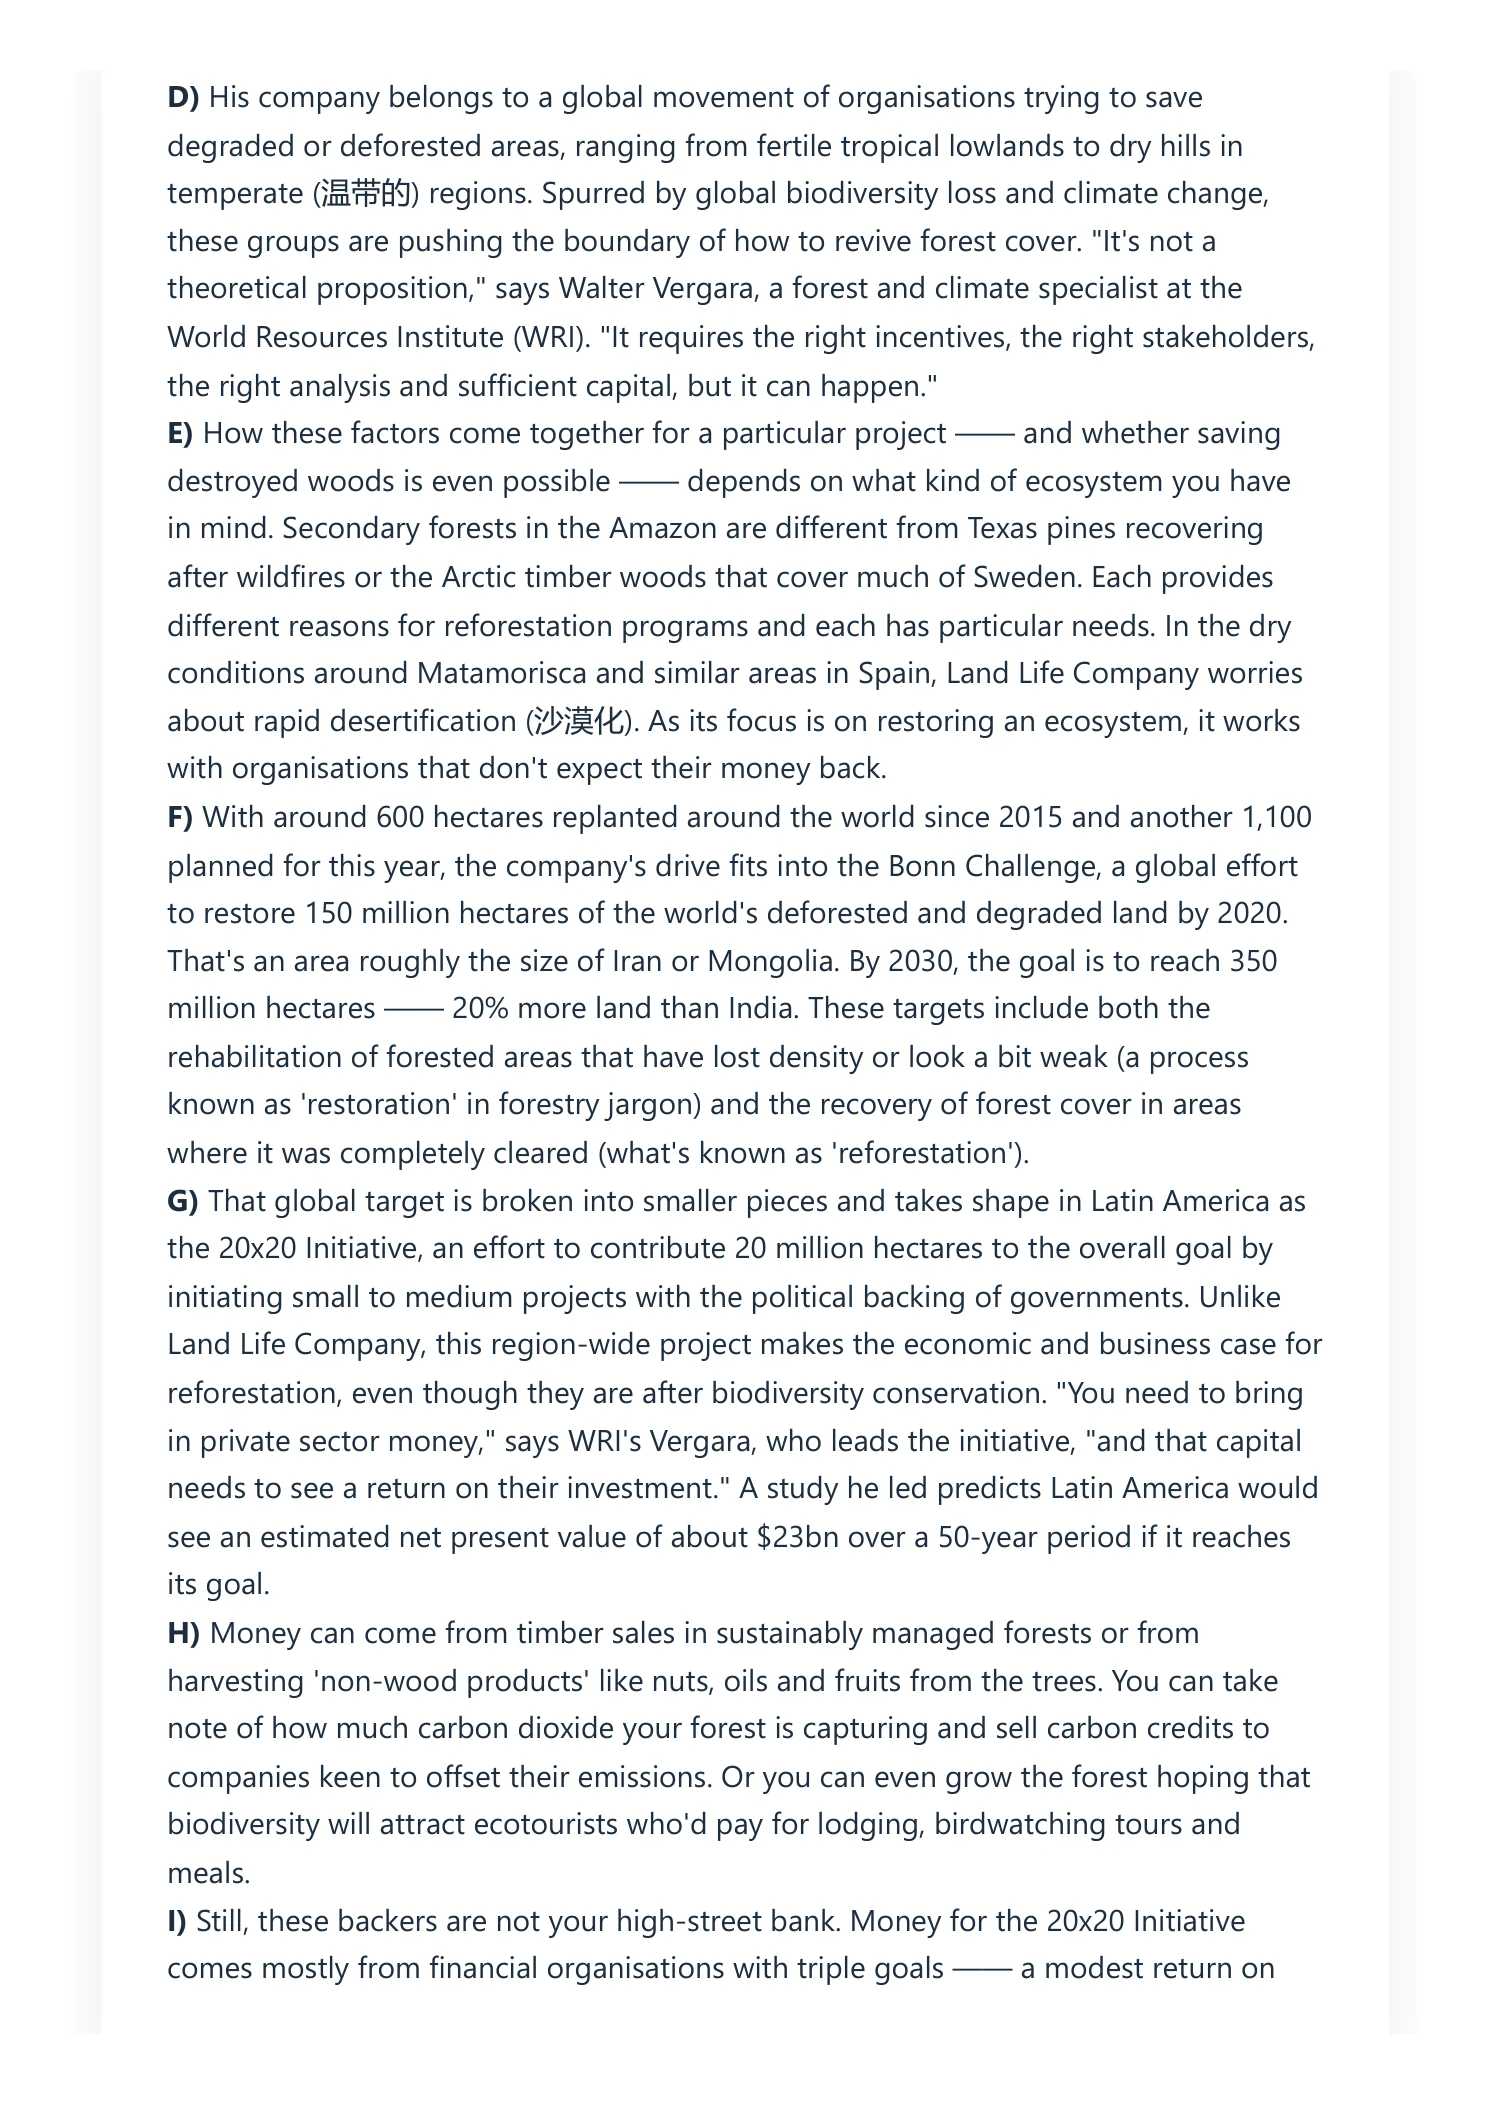 D) His company belongs to a global movement of organisations trying to save
degraded or deforested areas, ranging from fertile tropical lowlands to dry hills in
temperate (温带的) regions. Spurred by global biodiversity loss and climate change,
these groups are pushing the boundary of how to revive forest cover. "It's not a
theoretical proposition," says Walter Vergara, a forest and climate specialist at the
World Resources Institute (WRI). "It requires the right incentives, the right stakeholders,
the right analysis and sufficient capital, but it can happen."
E) How these factors come together for a particular project —— and whether saving
destroyed woods is even possible —— depends on what kind of ecosystem you have
in mind. Secondary forests in the Amazon are different from Texas pines recovering
after wildfires or the Arctic timber woods that cover much of Sweden. Each provides
different reasons for reforestation programs and each has particular needs. In the dry
conditions around Matamorisca and similar areas in Spain, Land Life Company worries
about rapid desertification (沙漠化). As its focus is on restoring an ecosystem, it works
with organisations that don't expect their money back.
F) With around 600 hectares replanted around the world since 2015 and another 1,100
planned for this year, the company's drive fits into the Bonn Challenge, a global effort
to restore 150 million hectares of the world's deforested and degraded land by 2020.
That's an area roughly the size of Iran or Mongolia. By 2030, the goal is to reach 350
million hectares —— 20% more land than India. These targets include both the
rehabilitation of forested areas that have lost density or look a bit weak (a process
known as 'restoration' in forestry jargon) and the recovery of forest cover in areas
where it was completely cleared (what's known as 'reforestation').
G) That global target is broken into smaller pieces and takes shape in Latin America as
the 20x20 Initiative, an effort to contribute 20 million hectares to the overall goal by
initiating small to medium projects with the political backing of governments. Unlike
Land Life Company, this region-wide project makes the economic and business case for
reforestation, even though they are after biodiversity conservation. "You need to bring
in private sector money," says WRI's Vergara, who leads the initiative, "and that capital
needs to see a return on their investment." A study he led predicts Latin America would
see an estimated net present value of about $23bn over a 50-year period if it reaches
its goal.
H) Money can come from timber sales in sustainably managed forests or from
harvesting 'non-wood products' like nuts, oils and fruits from the trees. You can take
note of how much carbon dioxide your forest is capturing and sell carbon credits to
companies keen to offset their emissions. Or you can even grow the forest hoping that
biodiversity will attract ecotourists who'd pay for lodging, birdwatching tours and
meals.
I) Still, these backers are not your high-street bank. Money for the 20x20 Initiative
comes mostly from financial organisations with triple goals —— a modest return on